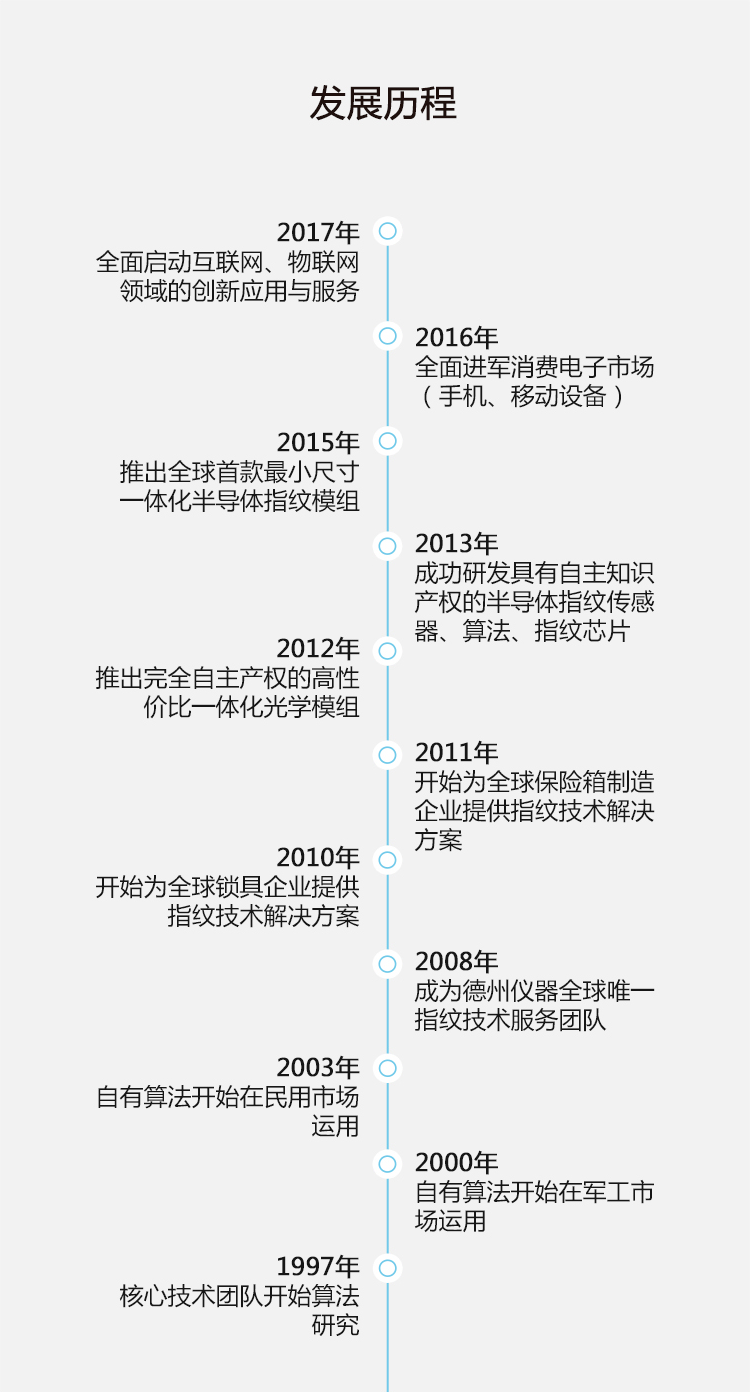 发展历程
2017年
全面启动互联网、物联网
领域的创新应用与服务
2016年
全面进军消费电子市场
（手机、移动设备）
2015年
推出全球首款最小尺寸
一体化半导体指纹模组
2013年
成功研发具有自主知识
产权的半导体指纹传感
器、算法、指纹芯片
2012年
推出完全自主产权的高性
价比一体化光学模组
2011年
开始为全球保险箱制造
企业提供指纹技术解决
方案
2010年
开始为全球锁具企业提供
指纹技术解决方案
2008年
成为德州仪器全球唯一
指纹技术服务团队
2003年
自有算法开始在民用市场
运用
2000年
自有算法开始在军工市
场运用
1997年
核心技术团队开始算法
研究